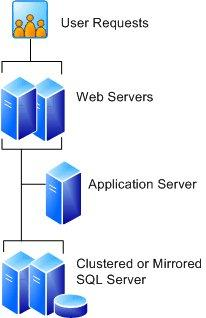 User Requests
Web Servers
Application Server
Clustered or Mirrored
SQL Server